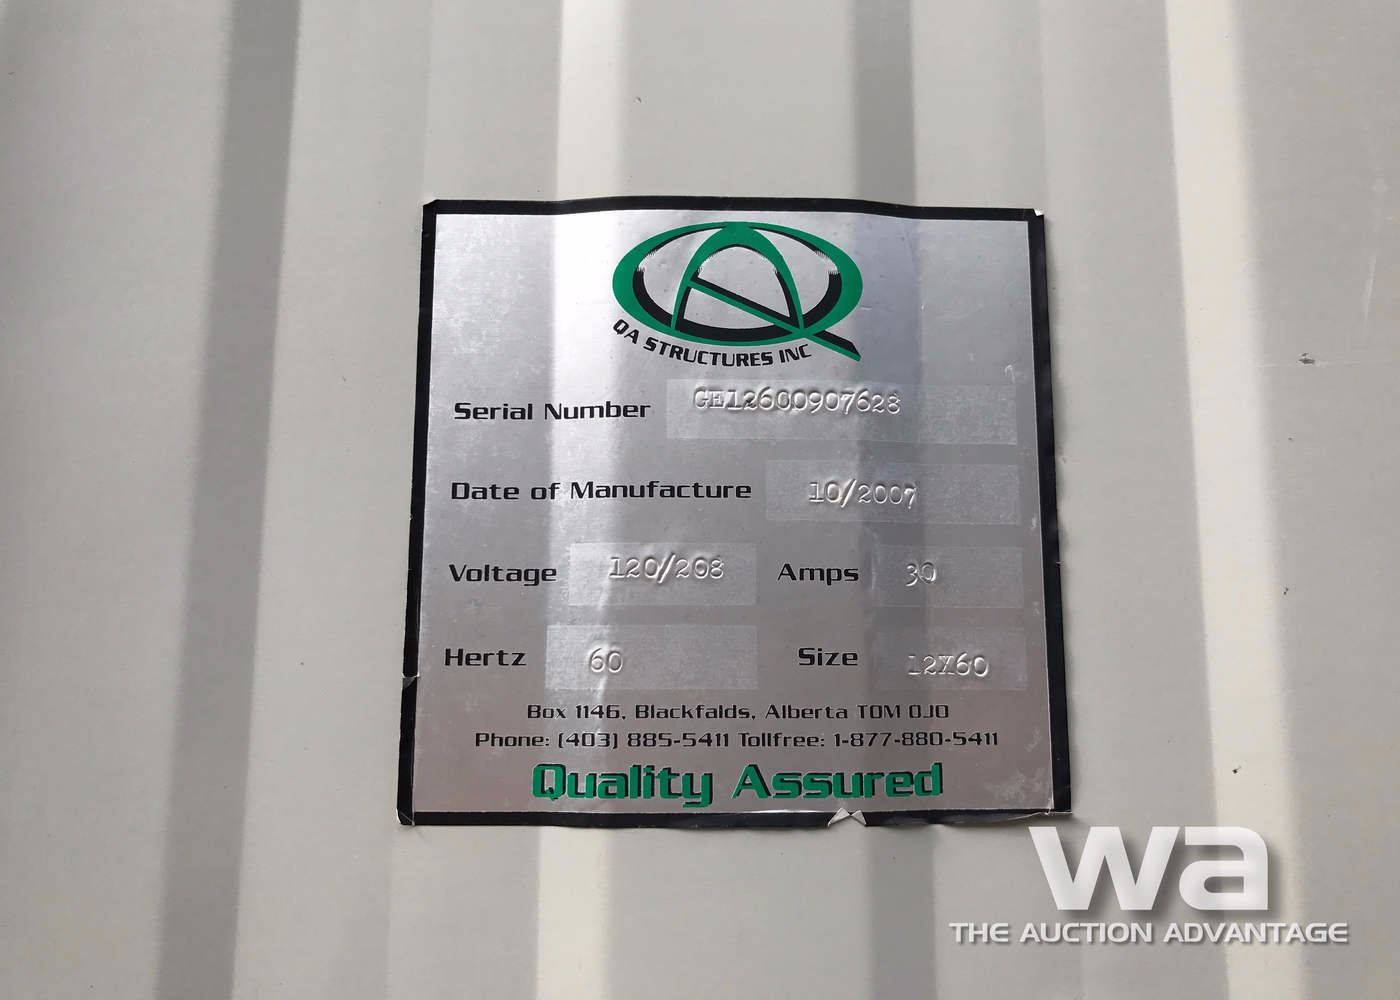 QA STRUCTURES INC
Serial Number GE12600907628
Date of Manufacture 10/2007
Voltage 120/208 Amps 30
Hertz 60 Size 12X60
Box 1146, Blackfalds, Alberta T0M 0J0
Phone: (403) 885-5411 Tollfree: 1-877-880-5411
Quality Assured
wa
THE AUCTION ADVANTAGE